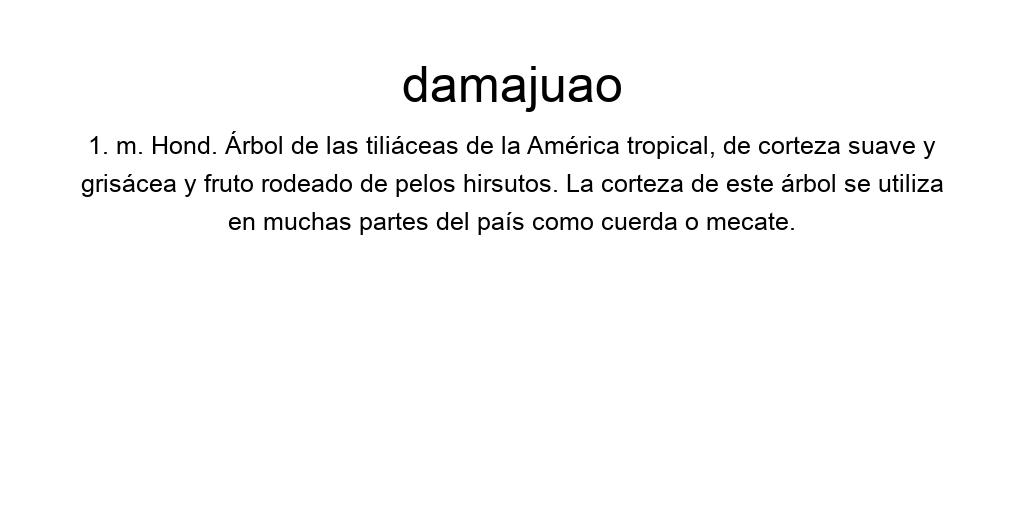 damajuao
1. m. Hond. Árbol de las tiliáceas de la América tropical, de corteza suave y
grisácea y fruto rodeado de pelos hirsutos. La corteza de este árbol se utiliza
en muchas partes del país como cuerda o mecate.